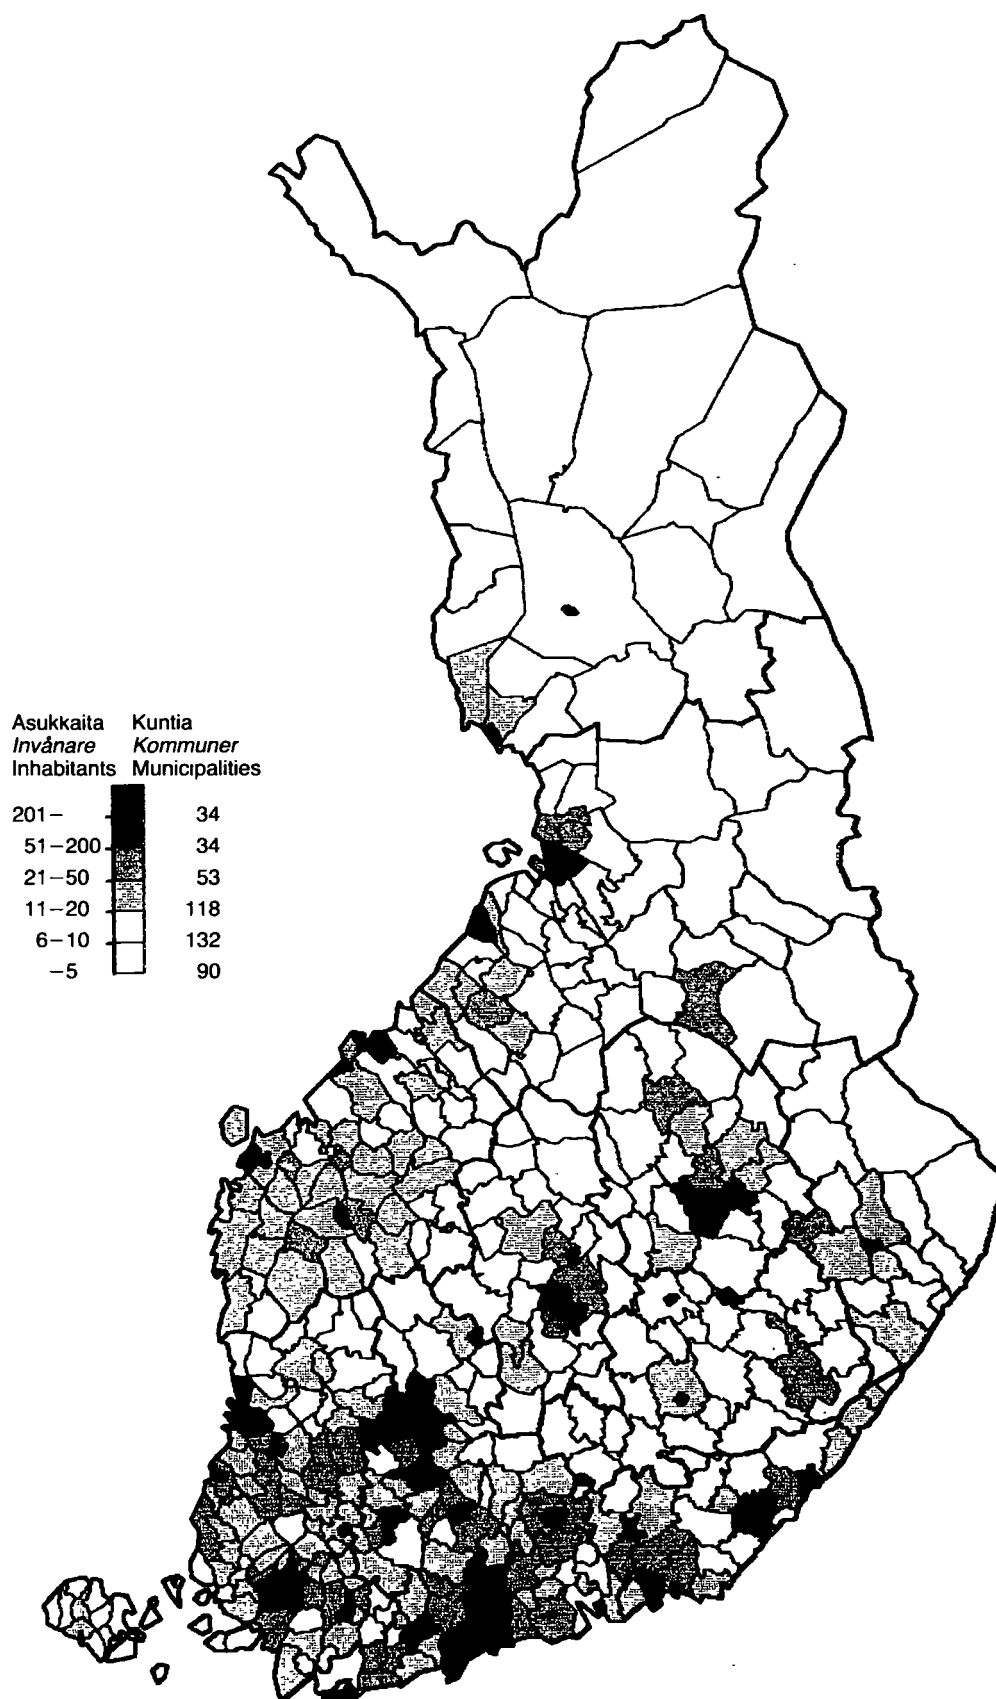 Asukkaita Kuntia
Invånare Kommuner
Inhabitants Municipalities
201– 34
51–200 34
21–50 53
11–20 118
6–10 132
–5 90